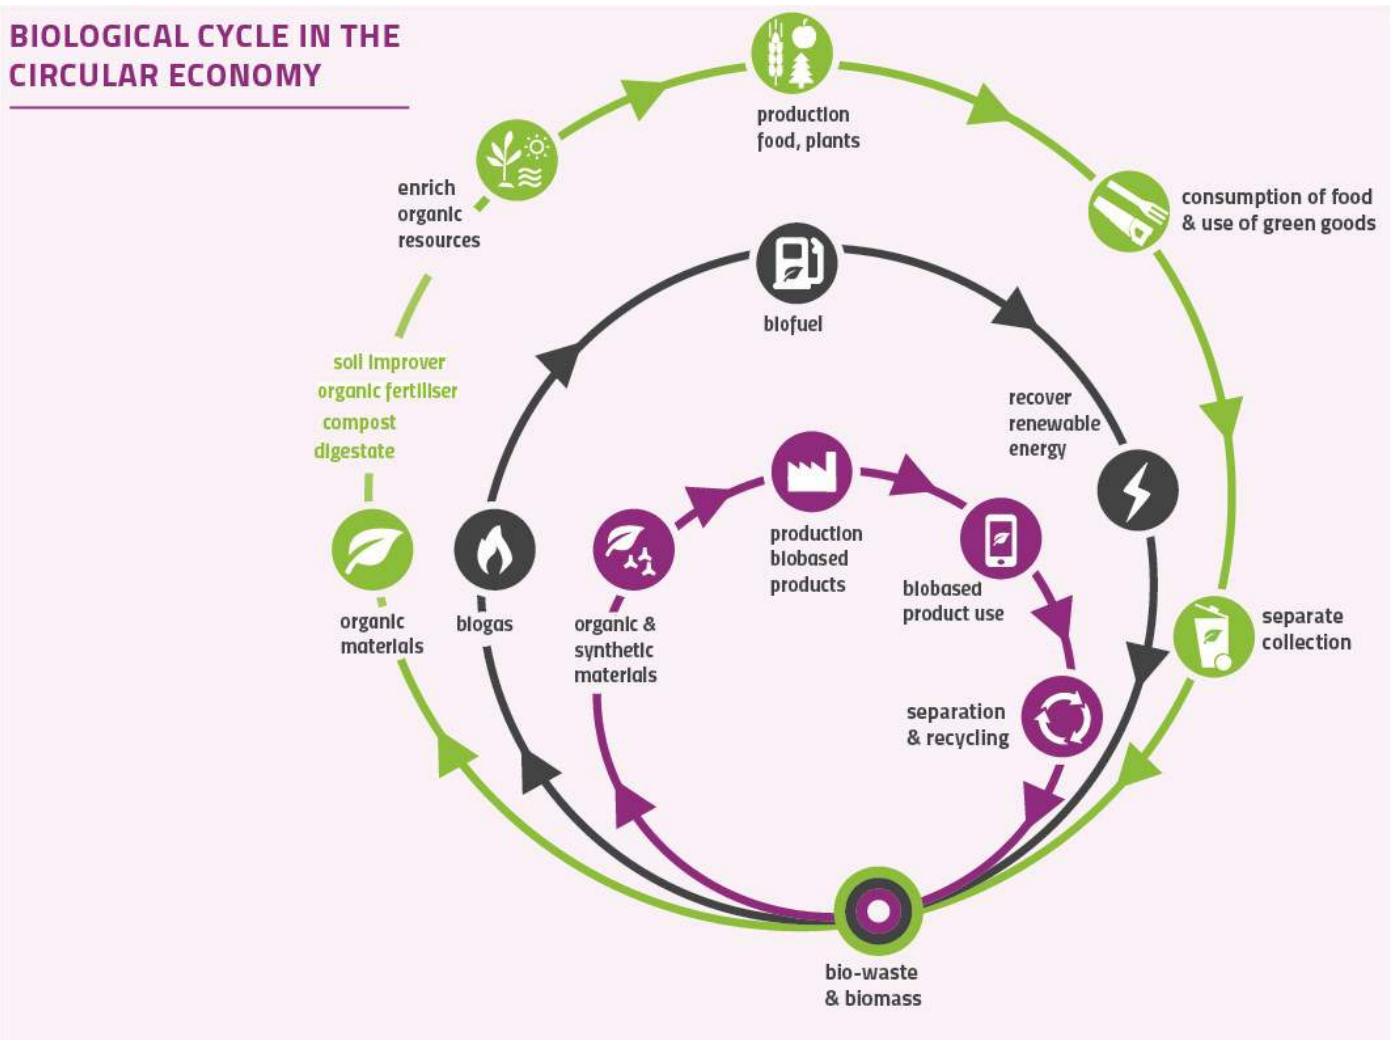 BIOLOGICAL CYCLE IN THE
CIRCULAR ECONOMY
production
food, plants
enrich
organic
resources
consumption of food
& use of green goods
biofuel
soil improver
organic fertiliser
compost
digestate
recover
renewable
energy
production
biobased
products
biobased
product use
organic
materials
biogas
organic &
synthetic
materials
separate
collection
separation
& recycling
bio-waste
& biomass